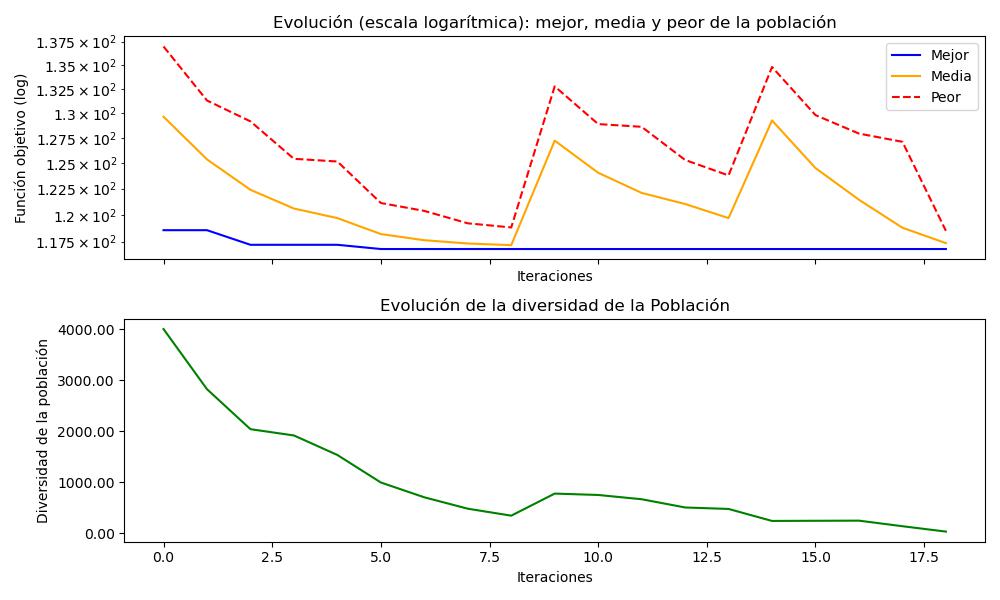 Evolución (escala logarítmica): mejor, media y peor de la población
1.375 × 10²
1.35 × 10²
1.325 × 10²
1.3 × 10²
1.275 × 10²
1.25 × 10²
1.225 × 10²
1.2 × 10²
1.175 × 10²
Función objetivo (log)
Mejor
Media
Peor
Iteraciones
Evolución de la diversidad de la Población
4000.00
3000.00
2000.00
1000.00
0.00
Diversidad de la población
0.0 2.5 5.0 7.5 10.0 12.5 15.0 17.5
Iteraciones